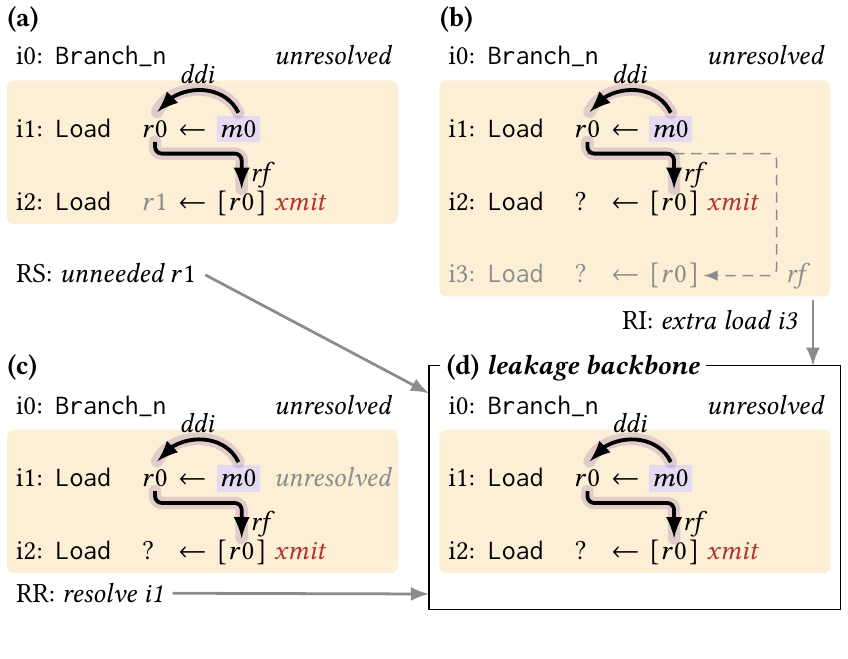 (a)
i0: Branch_n unresolved
ddi
i1: Load r0 ← m0
rf
i2: Load r1 ← [r0] xmit
RS: unneeded r1
(b)
i0: Branch_n unresolved
ddi
i1: Load r0 ← m0
rf
i2: Load ? ← [r0] xmit
i3: Load ? ← [r0] rf
RI: extra load i3
(c)
i0: Branch_n unresolved
ddi
i1: Load r0 ← m0 unresolved
rf
i2: Load ? ← [r0] xmit
RR: resolve i1
(d) leakage backbone
i0: Branch_n unresolved
ddi
i1: Load r0 ← m0
rf
i2: Load ? ← [r0] xmit